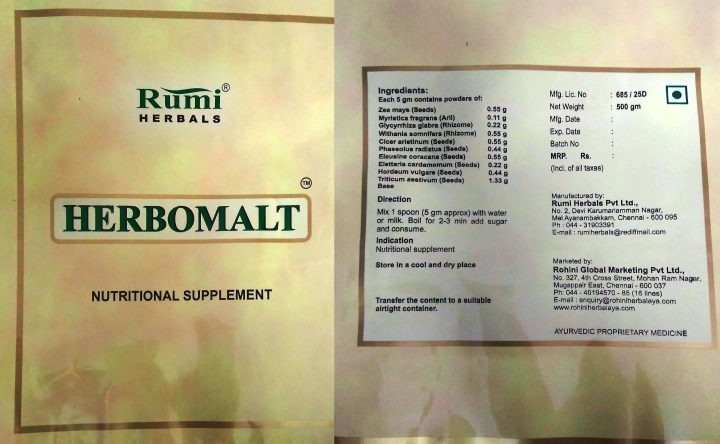 Rumi®
HERBALS
TM
HERBOMALT
NUTRITIONAL SUPPLEMENT
Ingredients:
Each 5 gm contains powders of:
Zea mays (Seeds) 0.55 g
Myristica fragrans (Aril) 0.11 g
Glycyrrhiza glabra (Rhizome) 0.22 g
Withania somnifera (Rhizome) 0.55 g
Cicer arietinum (Seeds) 0.55 g
Phaseolus radiatus (Seeds) 0.44 g
Eleusine coracana (Seeds) 0.55 g
Elettaria cardamomum (Seeds) 0.22 g
Hordeum vulgare (Seeds) 0.44 g
Triticum aestivum (Seeds) 1.33 g
Base
Direction
Mix 1 spoon (5 gm approx) with water
or milk. Boil for 2-3 min add sugar
and consume.
Indication
Nutritional supplement
Store in a cool and dry place
Transfer the content to a suitable
airtight container.
Mfg. Lic. No : 685 / 25D
Net Weight : 500 gm
Mfg. Date :
Exp. Date :
Batch No :
MRP. Rs. :
(Incl. of all taxes)
Manufactured by:
Rumi Herbals Pvt Ltd.,
No. 2, Devi Karumariamman Nagar,
Mel Ayanambakkam, Chennai - 600 095
Ph : 044 - 31903391
E-mail : rumiherbals@rediffmail.com
Marketed by:
Rohini Global Marketing Pvt Ltd.,
No. 327, 4th Cross Street, Mohan Ram Nagar,
Mugappair East, Chennai - 600 037
Ph: 044 - 40194570 - 85 (16 lines)
E-mail : enquiry@rohiniherbalaya.com
www.rohiniherbalaya.com
AYURVEDIC PROPRIETARY MEDICINE